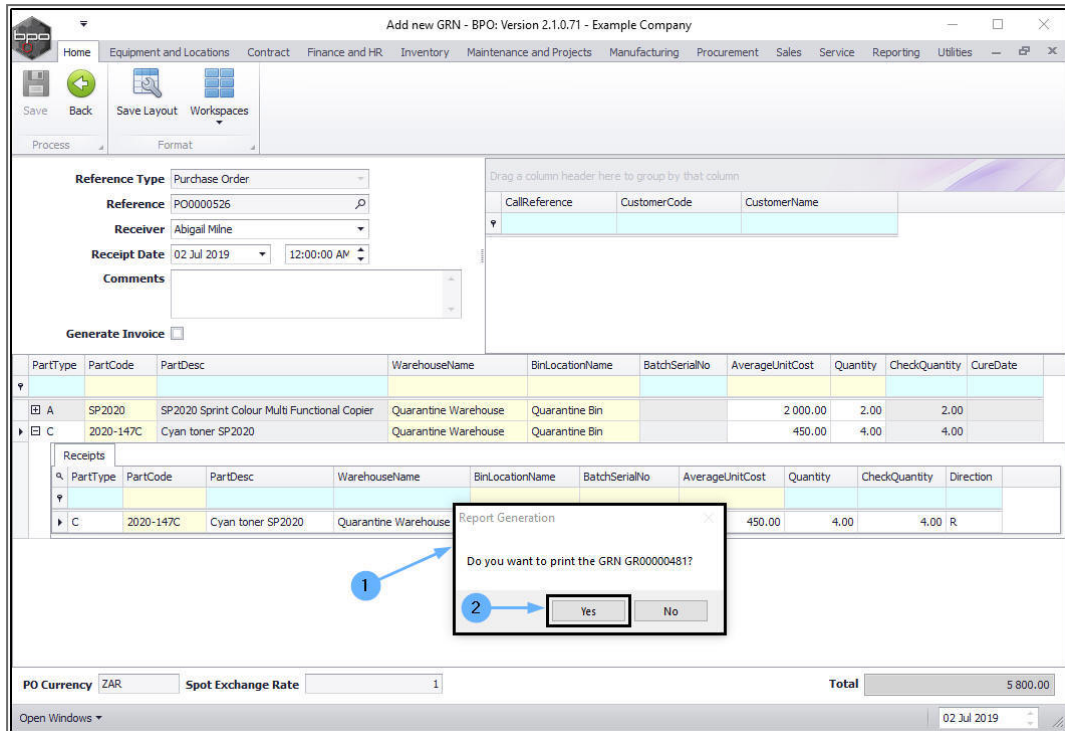 Add new GRN - BPO: Version 2.1.0.71 - Example Company
bpo
Home Equipment and Locations Contract Finance and HR Inventory Maintenance and Projects Manufacturing Procurement Sales Service Reporting Utilities
Save Back Save Layout Workspaces
Process Format
Reference Type Purchase Order
Reference PO0000526
Receiver Abigail Milne
Receipt Date 02 Jul 2019 12:00:00 AM
Comments
Generate Invoice
Drag a column header here to group by that column
CallReference CustomerCode CustomerName
PartType PartCode PartDesc WarehouseName BinLocationName BatchSerialNo AverageUnitCost Quantity CheckQuantity CureDate
A SP2020 SP2020 Sprint Colour Multi Functional Copier Quarantine Warehouse Quarantine Bin 2 000.00 2.00 2.00
C 2020-147C Cyan toner SP2020 Quarantine Warehouse Quarantine Bin 450.00 4.00 4.00
Receipts
PartType PartCode PartDesc WarehouseName BinLocationName BatchSerialNo AverageUnitCost Quantity CheckQuantity Direction
C 2020-147C Cyan toner SP2020 Quarantine Warehouse 450.00 4.00 4.00 R
Report Generation
Do you want to print the GRN GR00000481?
1
2
Yes No
PO Currency ZAR Spot Exchange Rate 1 Total 5 800.00
Open Windows 02 Jul 2019